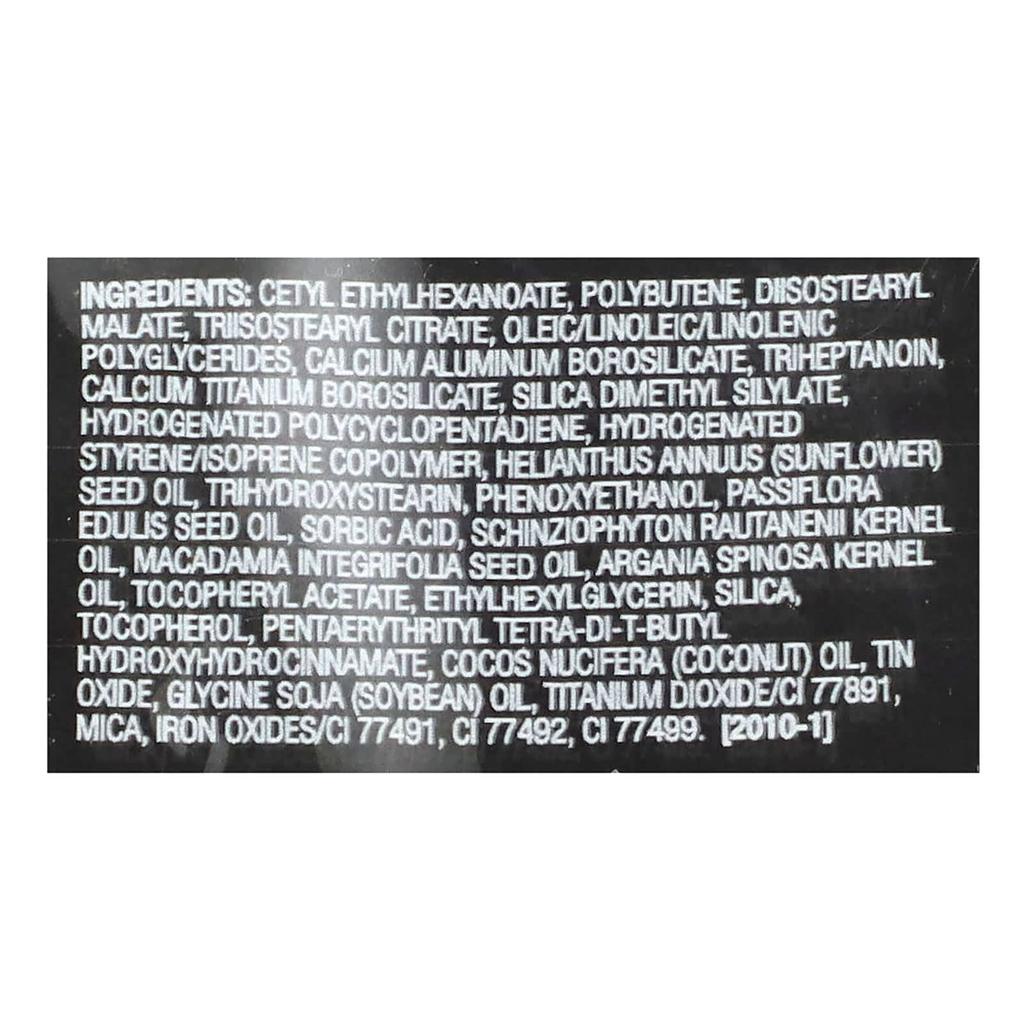 INGREDIENTS: CETYL ETHYLHEXANOATE, POLYBUTENE, DIISOSTEARYL
MALATE, TRIISOSTEARYL CITRATE, OLEIC/LINOLEIC/LINOLENIC
POLYGLYCERIDES, CALCIUM ALUMINUM BOROSILICATE, TRIHEPTANOIN,
CALCIUM TITANIUM BOROSILICATE, SILICA DIMETHYL SILYLATE,
HYDROGENATED POLYCYCLOPENTADIENE, HYDROGENATED
STYRENE/ISOPRENE COPOLYMER, HELIANTHUS ANNUUS (SUNFLOWER)
SEED OIL, TRIHYDROXYSTEARIN, PHENOXYETHANOL, PASSIFLORA
EDULIS SEED OIL, SORBIC ACID, SCHINZIOPHYTON RAUTANENII KERNEL
OIL, MACADAMIA INTEGRIFOLIA SEED OIL, ARGANIA SPINOSA KERNEL
OIL, TOCOPHERYL ACETATE, ETHYLHEXYLGLYCERIN, SILICA,
TOCOPHEROL, PENTAERYTHRITYL TETRA-DI-T-BUTYL
HYDROXYHYDROCINNAMATE, COCOS NUCIFERA (COCONUT) OIL, TIN
OXIDE, GLYCINE SOJA (SOYBEAN) OIL, TITANIUM DIOXIDE/CI 77891,
MICA, IRON OXIDES/CI 77491, CI 77492, CI 77499. [2010-1]